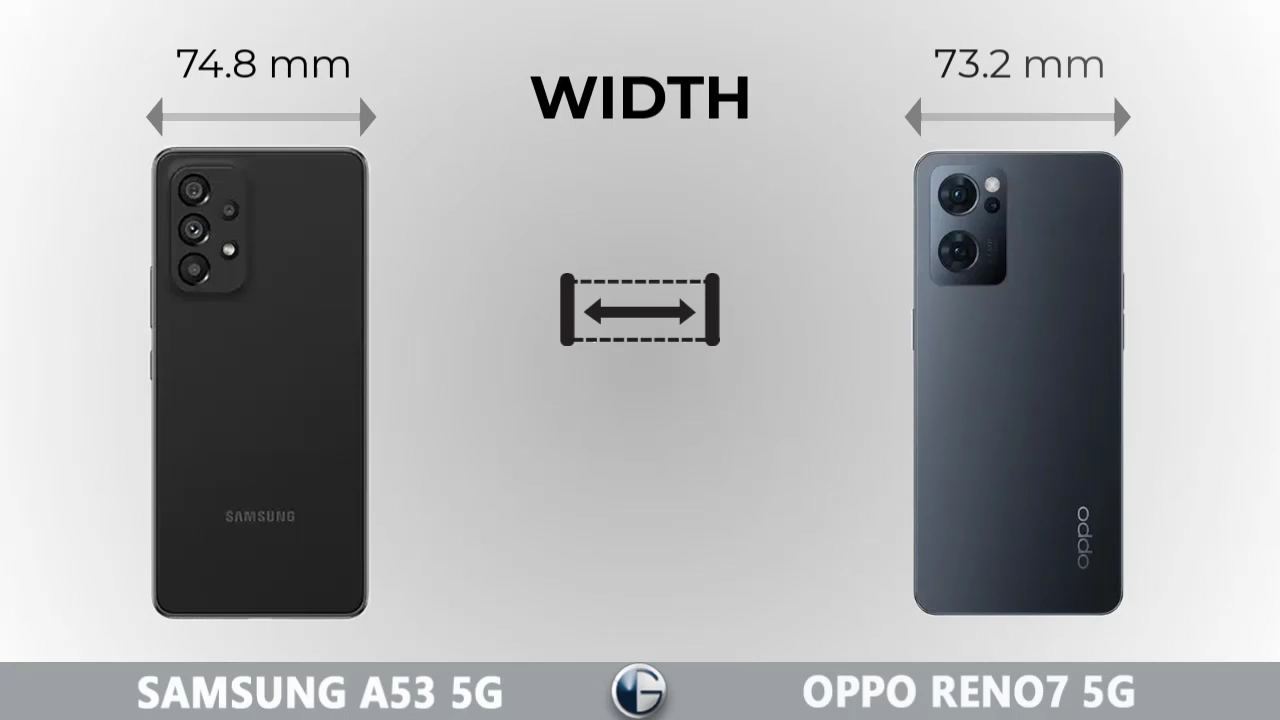 74.8 mm
WIDTH
73.2 mm
SAMSUNG
oppo
SAMSUNG A53 5G
OPPO RENO7 5G